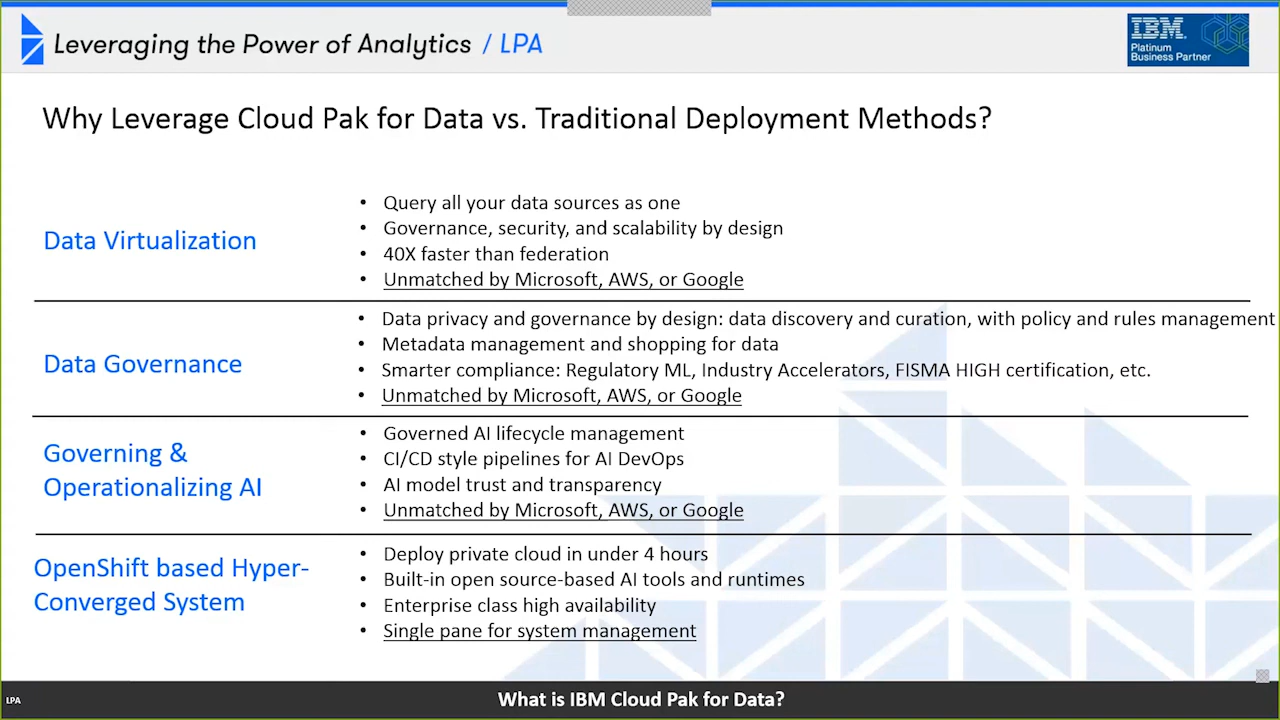 Leveraging the Power of Analytics / LPA
IBM
Platinum
Business Partner
Why Leverage Cloud Pak for Data vs. Traditional Deployment Methods?
Data Virtualization
• Query all your data sources as one
• Governance, security, and scalability by design
• 40X faster than federation
• Unmatched by Microsoft, AWS, or Google
Data Governance
• Data privacy and governance by design: data discovery and curation, with policy and rules management
• Metadata management and shopping for data
• Smarter compliance: Regulatory ML, Industry Accelerators, FISMA HIGH certification, etc.
• Unmatched by Microsoft, AWS, or Google
Governing &
Operationalizing AI
• Governed AI lifecycle management
• CI/CD style pipelines for AI DevOps
• AI model trust and transparency
• Unmatched by Microsoft, AWS, or Google
OpenShift based Hyper-
Converged System
• Deploy private cloud in under 4 hours
• Built-in open source-based AI tools and runtimes
• Enterprise class high availability
• Single pane for system management
LPA
What is IBM Cloud Pak for Data?